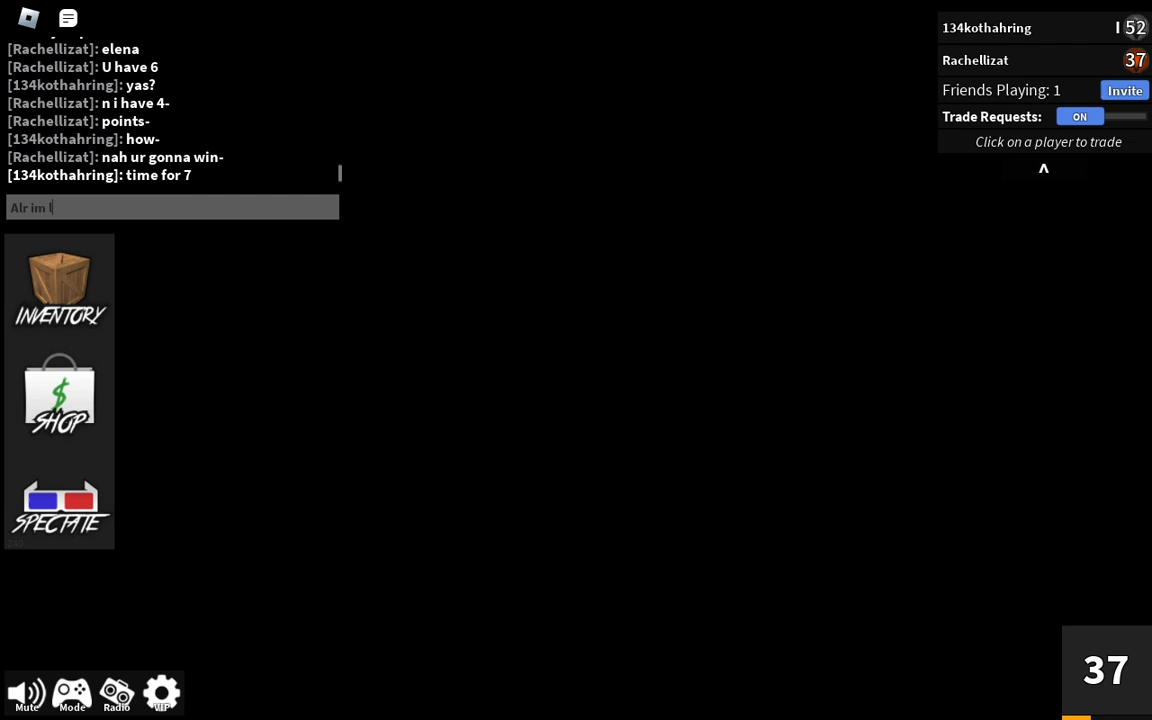 [Rachellizat]: elena
[Rachellizat]: U have 6
[134kothahring]: yas?
[Rachellizat]: n i have 4-
[Rachellizat]: points-
[134kothahring]: how-
[Rachellizat]: nah ur gonna win-
[134kothahring]: time for 7
Alr im l
INVENTORY
$
SHOP
SPECTATE
240
Mute Mode Radio VIP
134kothahring I 52
Rachellizat 37
Friends Playing: 1 Invite
Trade Requests: ON
Click on a player to trade
^
37